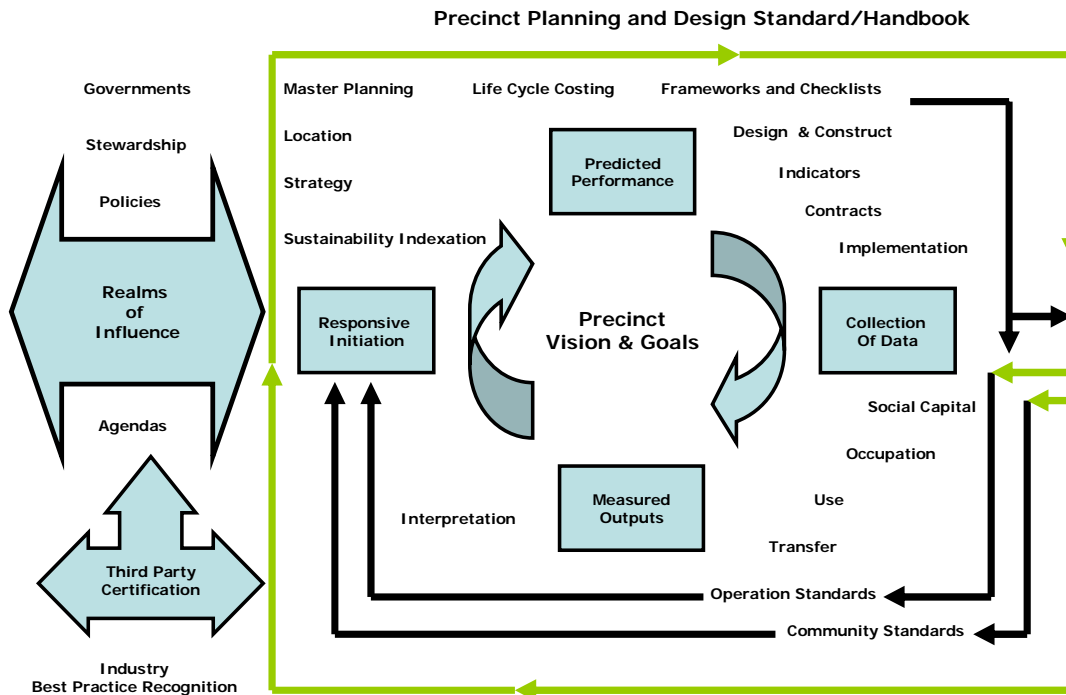 Precinct Planning and Design Standard/Handbook
Governments
Master Planning
Life Cycle Costing
Frameworks and Checklists
Stewardship
Location
Design & Construct
Predicted
Performance
Policies
Strategy
Indicators
Contracts
Sustainability Indexation
Implementation
Realms
of
Influence
Responsive
Initiation
Precinct
Vision & Goals
Collection
Of Data
Agendas
Social Capital
Occupation
Interpretation
Measured
Outputs
Use
Transfer
Third Party
Certification
Operation Standards
Community Standards
Industry
Best Practice Recognition